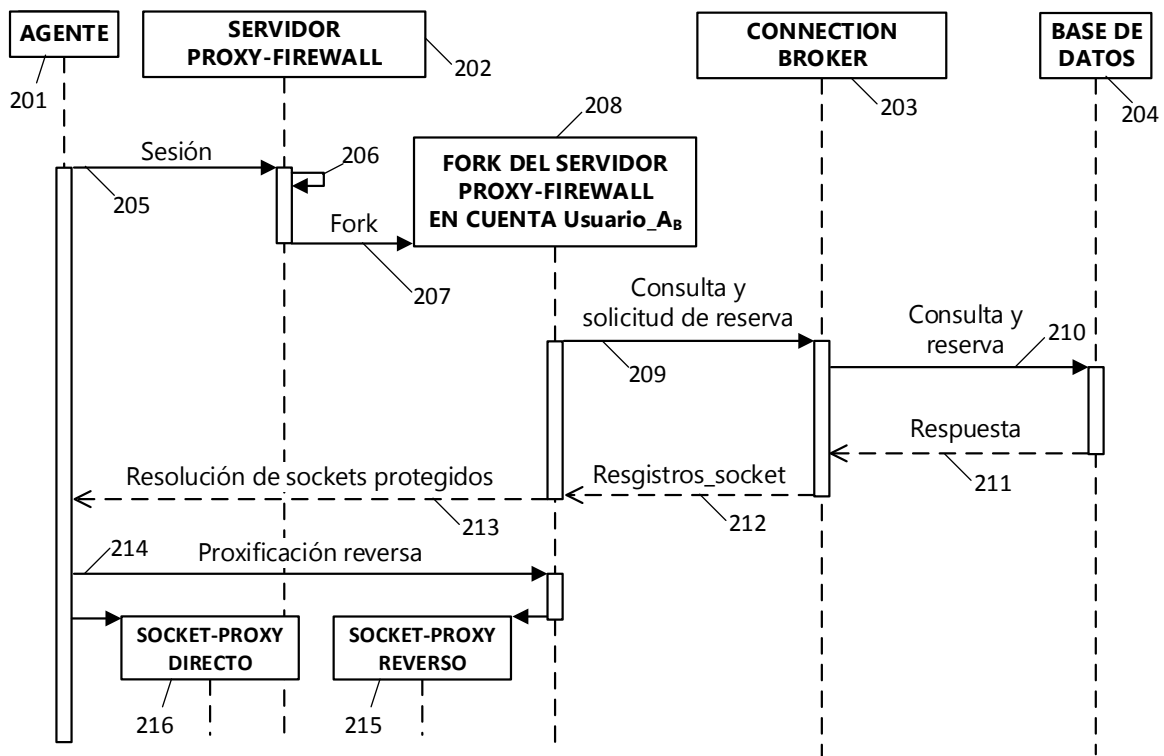 AGENTE
201
SERVIDOR
PROXY-FIREWALL
202
CONNECTION
BROKER
203
BASE DE
DATOS
204
208
FORK DEL SERVIDOR
PROXY-FIREWALL
EN CUENTA Usuario_AB
Sesión
205
206
Fork
207
Consulta y
solicitud de reserva
209
Consulta y
reserva
210
Respuesta
211
Resgistros_socket
212
Resolución de sockets protegidos
213
214
Proxificación reversa
SOCKET-PROXY
DIRECTO
216
SOCKET-PROXY
REVERSO
215